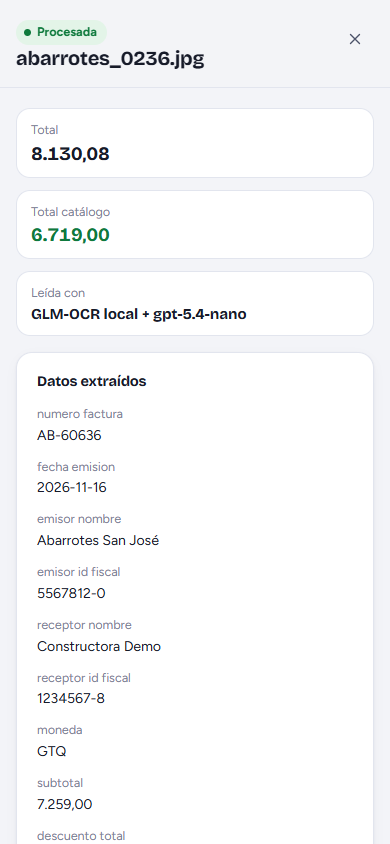 Procesada
abarrotes_0236.jpg
Total
8.130,08
Total catálogo
6.719,00
Leída con
GLM-OCR local + gpt-5.4-nano
Datos extraídos
numero factura
AB-60636
fecha emision
2026-11-16
emisor nombre
Abarrotes San José
emisor id fiscal
5567812-0
receptor nombre
Constructora Demo
receptor id fiscal
1234567-8
moneda
GTQ
subtotal
7.259,00
descuento total